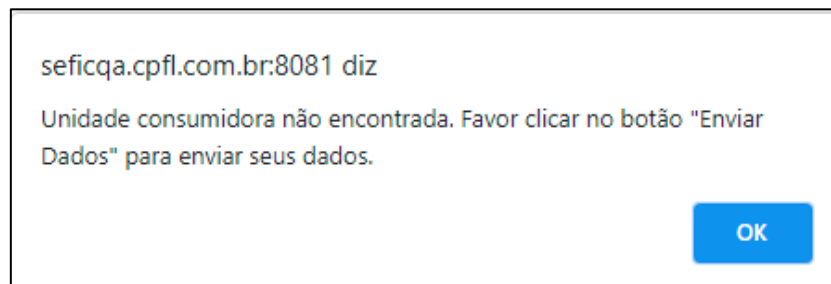 seficqa.cpfl.com.br:8081 diz
Unidade consumidora não encontrada. Favor clicar no botão "Enviar
Dados" para enviar seus dados.
OK